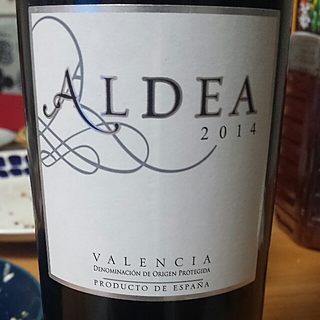 ALDEA
2014
VALENCIA
DENOMINACIÓN DE ORIGEN PROTEGIDA
PRODUCTO DE ESPAÑA